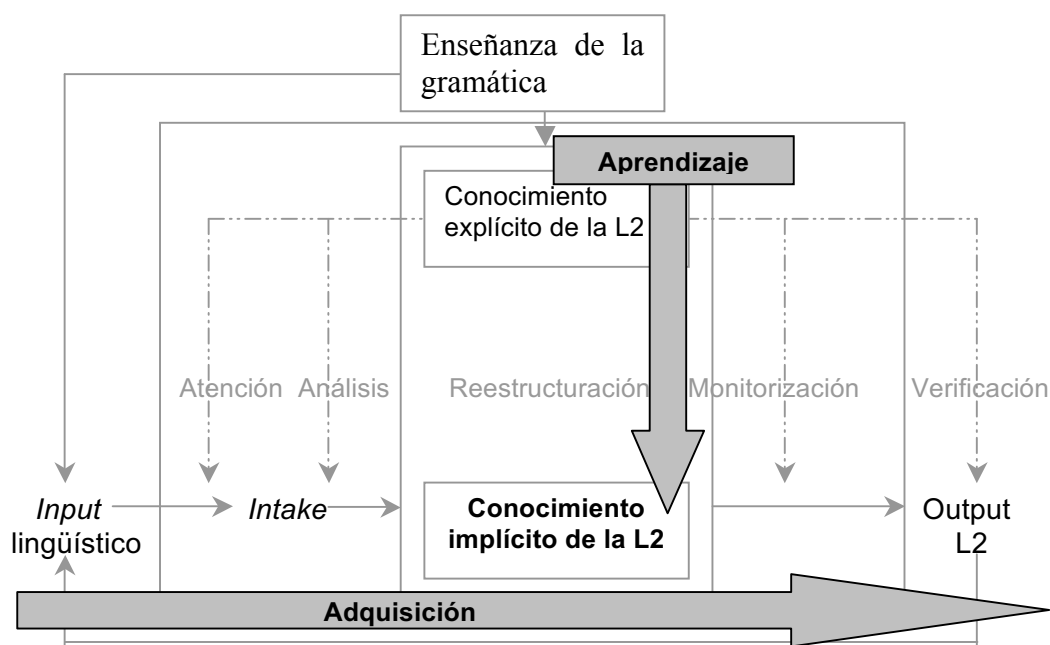 Enseñanza de la
gramática
Aprendizaje
Conocimiento
explícito de la L2
Atención Análisis Reestructuración Monitorización Verificación
Input
lingüístico
Intake
Conocimiento
implícito de la L2
Output
L2
Adquisición